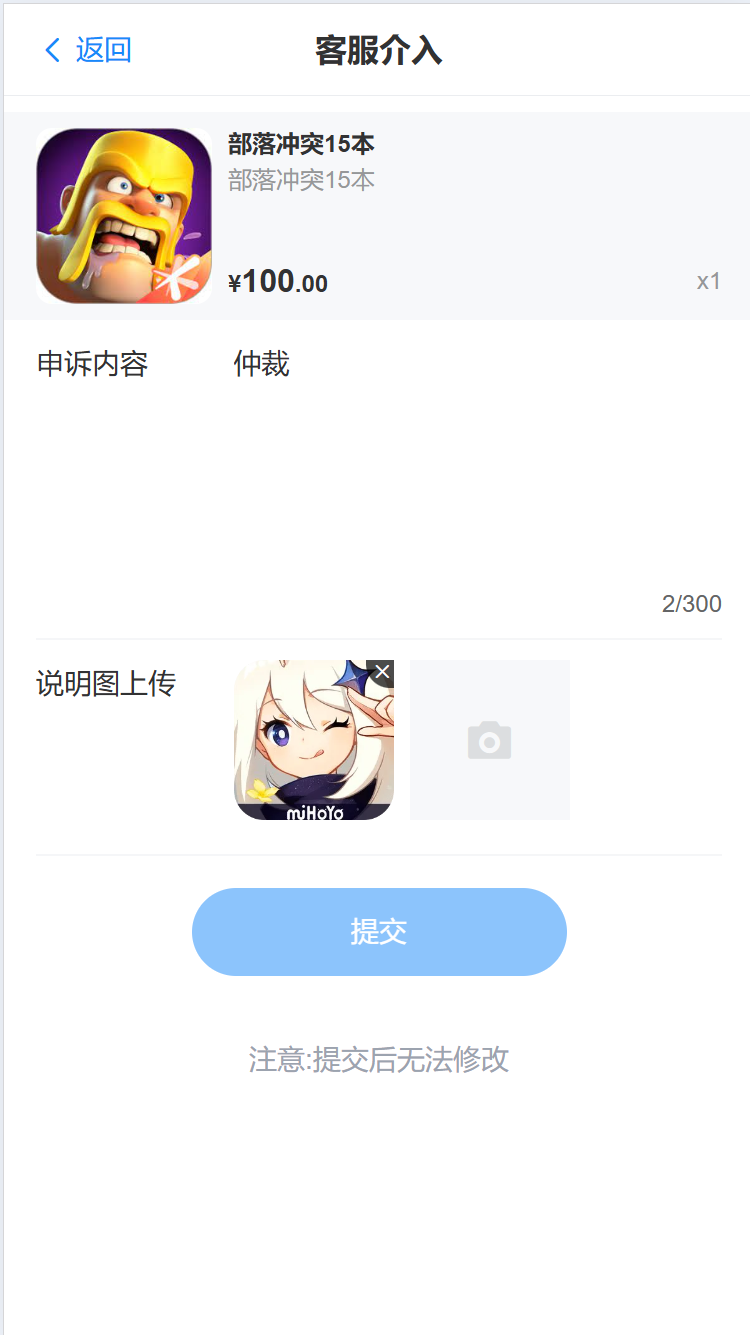 返回
客服介入
部落冲突15本
部落冲突15本
¥100.00
x1
申诉内容
仲裁
2/300
说明图上传
miHoYo
提交
注意:提交后无法修改